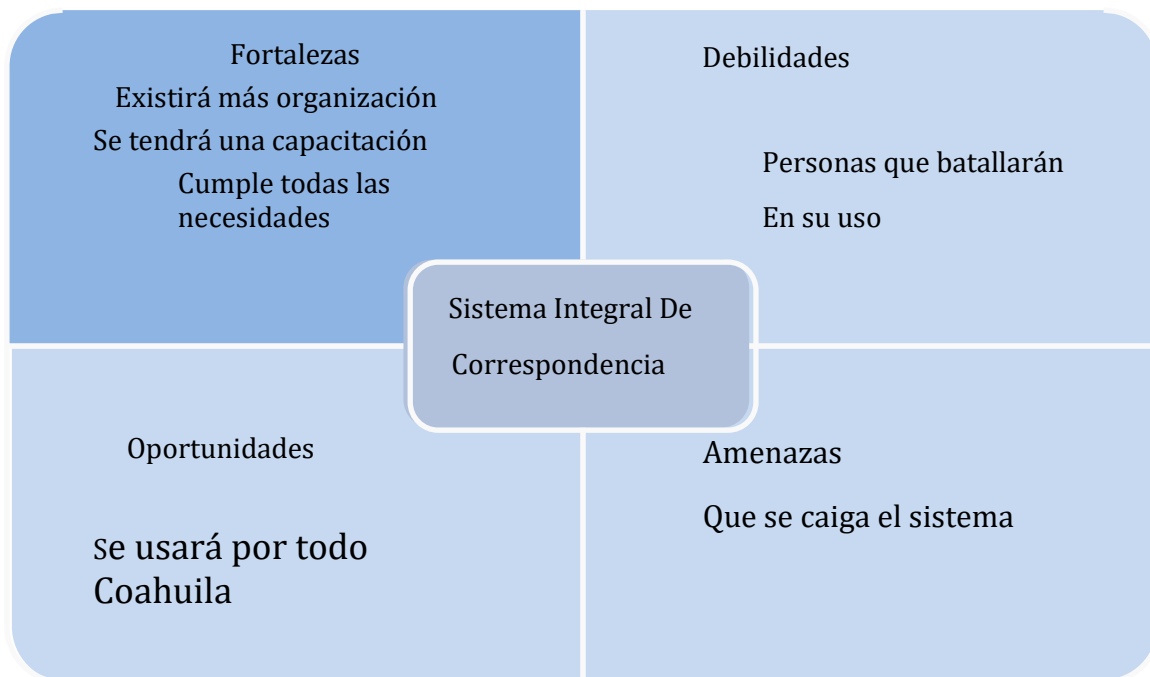 Fortalezas
Existirá más organización
Se tendrá una capacitación
Cumple todas las
necesidades
Debilidades
Personas que batallarán
En su uso
Sistema Integral De
Correspondencia
Oportunidades
Se usará por todo
Coahuila
Amenazas
Que se caiga el sistema